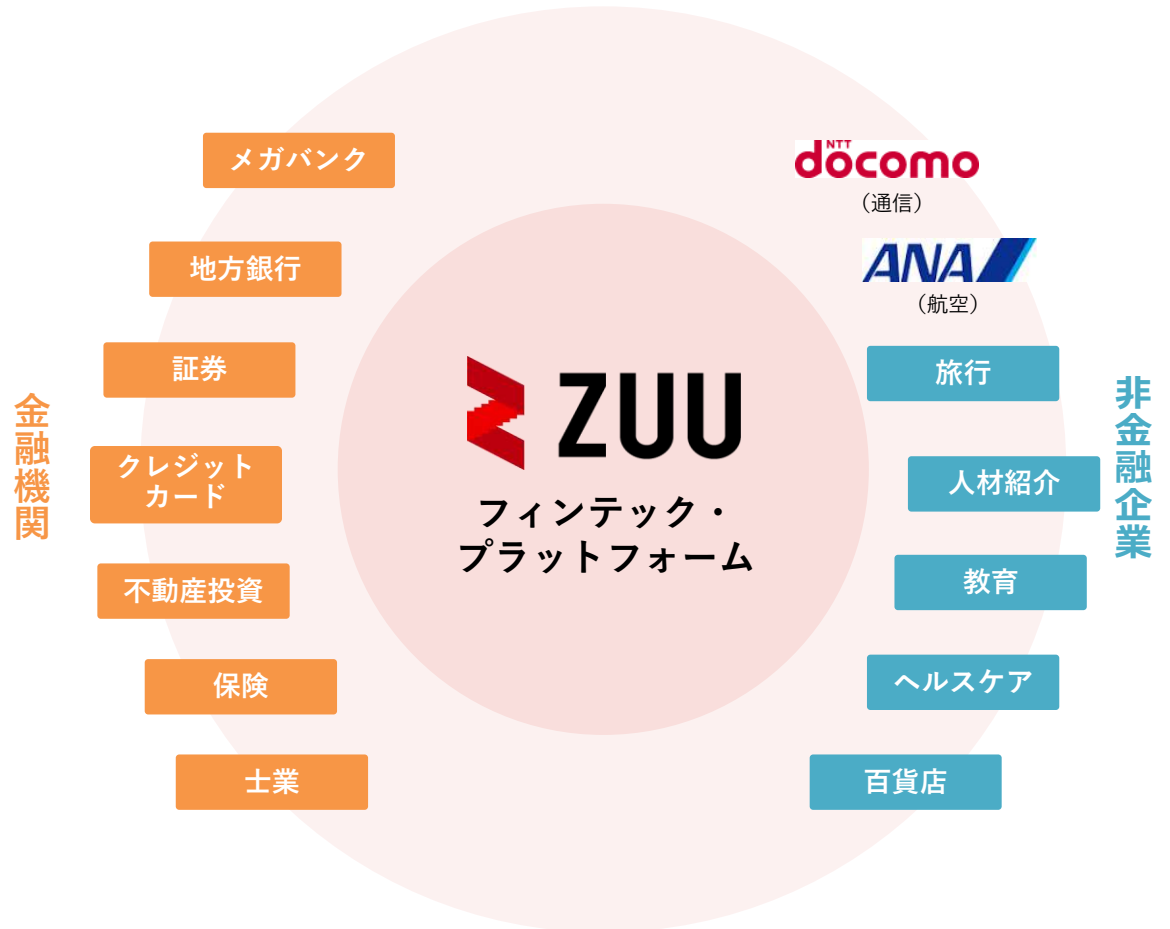 金融機関
メガバンク
地方銀行
証券
クレジット
カード
不動産投資
保険
士業
ZUU
フィンテック・
プラットフォーム
NTT
döcomo
（通信）
ANA
（航空）
旅行
人材紹介
教育
ヘルスケア
百貨店
非金融企業